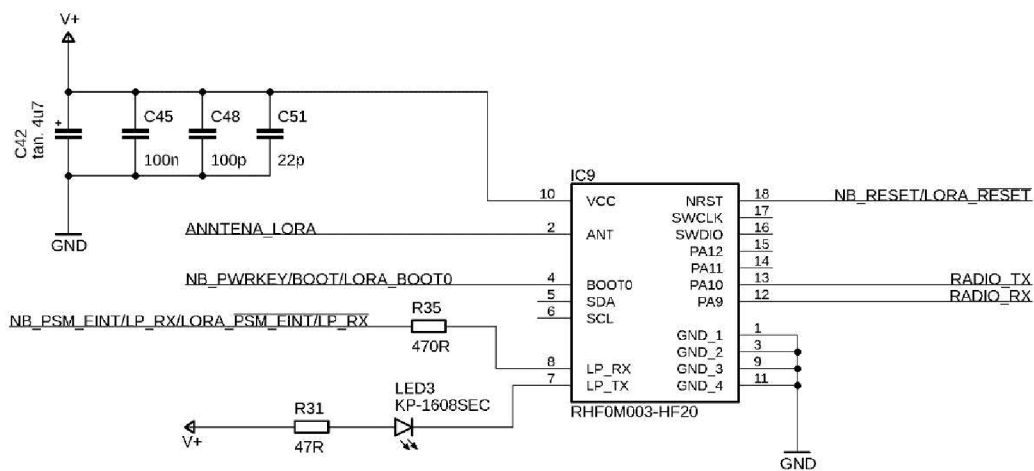 V+
C42
tan. 4u7
+
C45
C48
C51
100n
100p
22p
GND
IC9
10
VCC
NRST
18
NB_RESET/LORA_RESET
SWCLK
17
ANNTENA_LORA
2
ANT
SWDIO
16
PA12
15
PA11
14
NB_PWRKEY/BOOT/LORA_BOOT0
4
BOOT0
PA10
13
RADIO_TX
5
SDA
PA9
12
RADIO_RX
6
SCL
NB_PSM_EINT/LP_RX/LORA_PSM_EINT/LP_RX
R35
470R
GND_1
1
GND_2
3
8
LP_RX
GND_3
9
7
LP_TX
GND_4
11
LED3
KP-1608SEC
RHF0M003-HF20
R31
47R
V+
GND